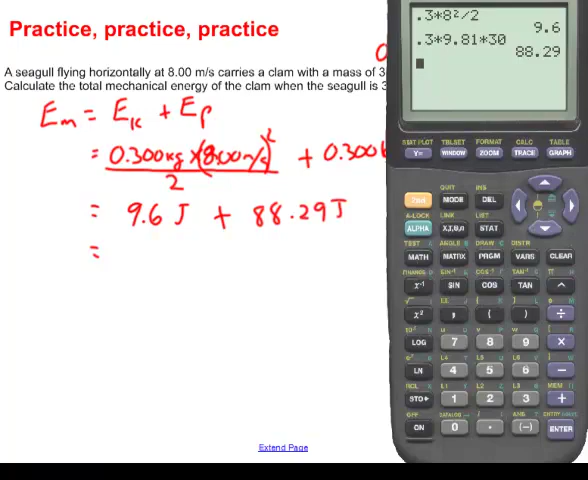 Practice, practice, practice
A seagull flying horizontally at 8.00 m/s carries a clam with a mass of 3
Calculate the total mechanical energy of the clam when the seagull is 3
Em = Ek + Ep
= 0.300kg × (8.00m/s)² / 2 + 0.300k
= 9.6 J + 88.29 J
=
Extend Page
.3*8²/2
9.6
.3*9.81*30
88.29
STAT PLOT TBLSET FORMAT CALC TABLE
Y= WINDOW ZOOM TRACE GRAPH
QUIT INS
2nd MODE DEL
A-LOCK LINK LIST
ALPHA X,T,θ,n STAT
TEST A ANGLE B DRAW C DISTR
MATH MATRX PRGM VARS CLEAR
SIN⁻¹ COS⁻¹ TAN⁻¹ π
x⁻¹ SIN COS TAN ^
x² , ( ) ÷
LOG 7 8 9 ×
LN 4 5 6 −
RCL L1 L2 L3 MEM
STO▸ 1 2 3 +
OFF CATALOG ANS
ON 0 . (−) ENTER